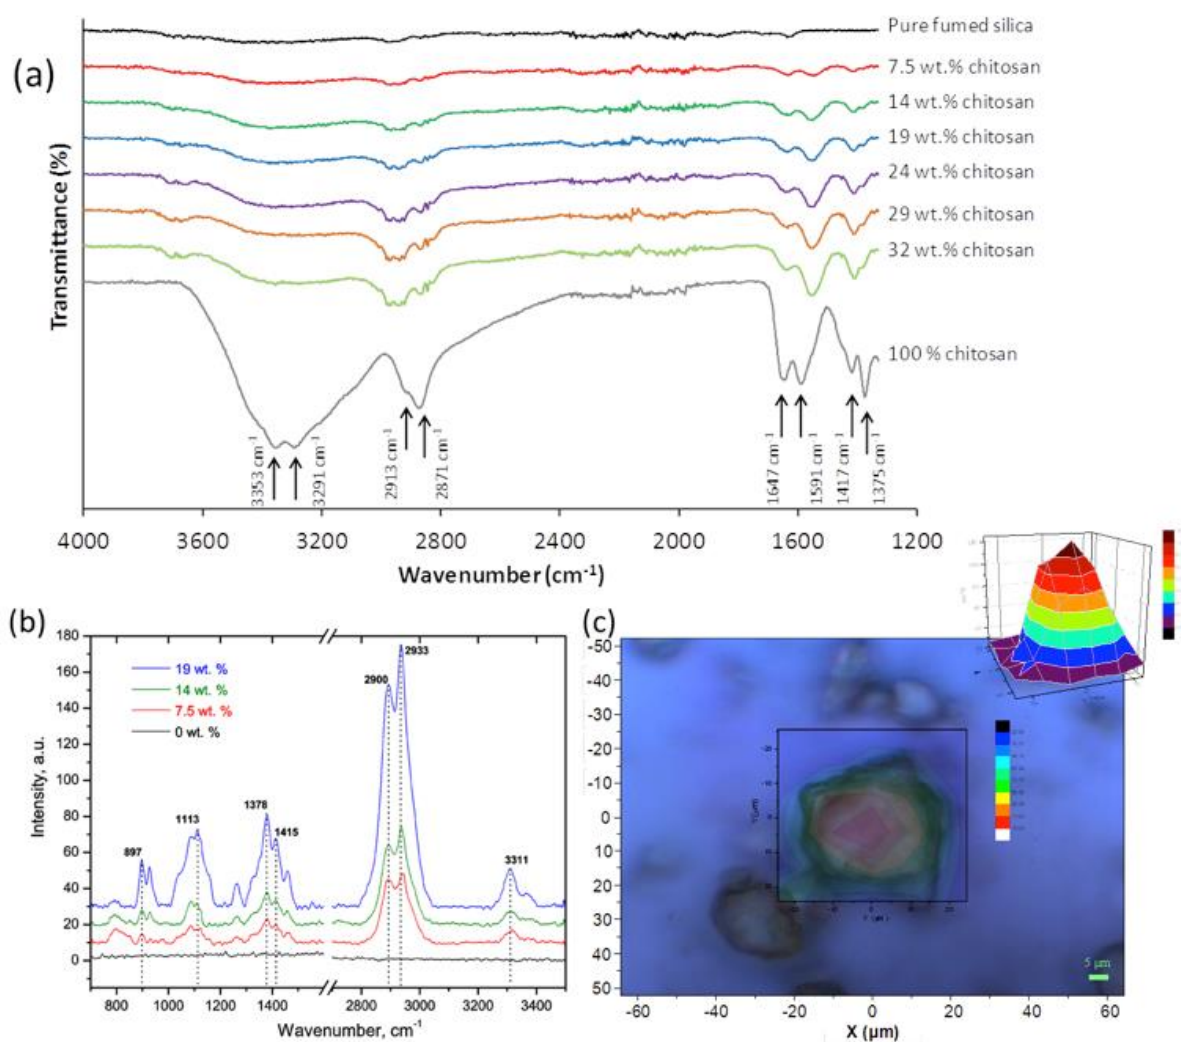 (a)
Transmittance (%)
Pure fumed silica
7.5 wt.% chitosan
14 wt.% chitosan
19 wt.% chitosan
24 wt.% chitosan
29 wt.% chitosan
32 wt.% chitosan
100 % chitosan
3353 cm⁻¹
3291 cm⁻¹
2913 cm⁻¹
2871 cm⁻¹
1647 cm⁻¹
1591 cm⁻¹
1417 cm⁻¹
1375 cm⁻¹
4000 3600 3200 2800 2400 2000 1600 1200
Wavenumber (cm⁻¹)
(b)
Intensity, a.u.
180
160
140
120
100
80
60
40
20
0
19 wt. %
14 wt. %
7.5 wt. %
0 wt. %
897
1113
1378
1415
2900
2933
3311
800 1000 1200 1400 2800 3000 3200 3400
Wavenumber, cm⁻¹
(c)
-50
-40
-30
-20
-10
0
10
20
30
40
50
5 µm
-60 -40 -20 0 20 40 60
X (µm)